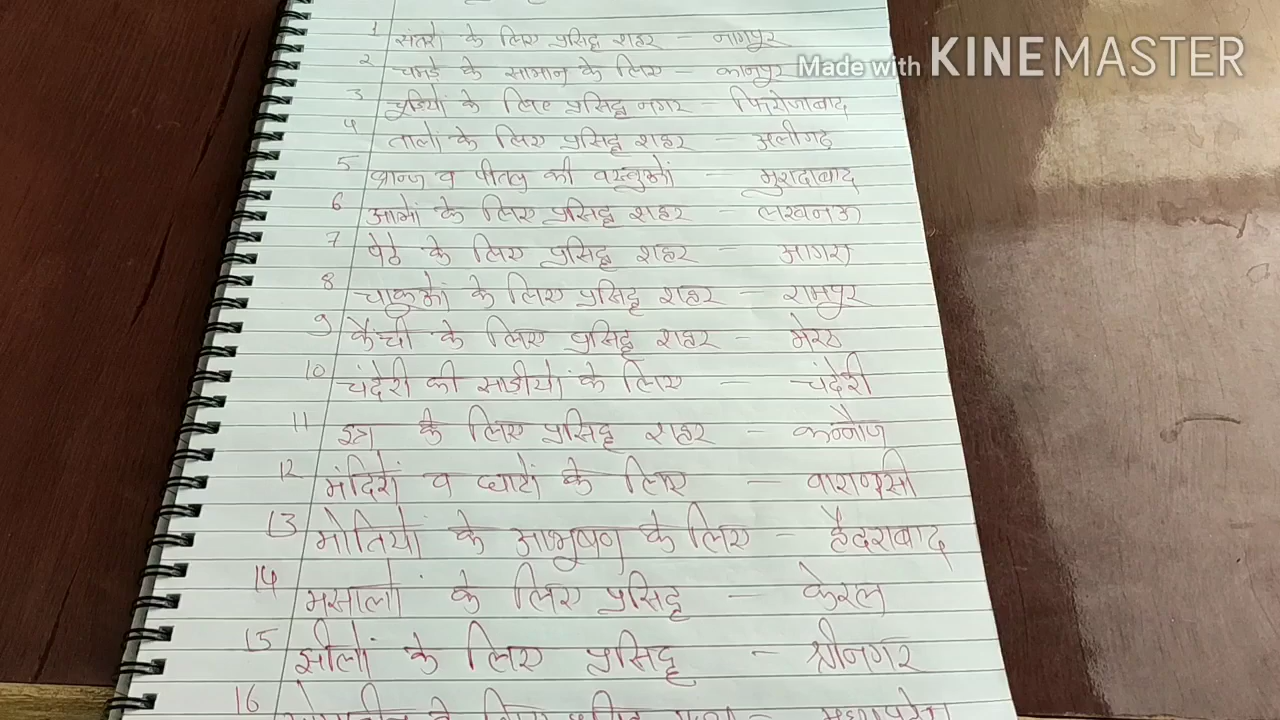 1 संतरों के लिए प्रसिद्ध शहर – नागपुर
Made with KINEMASTER
2 चमड़े के सामान के लिए – कानपुर
3 चूड़ियों के लिए प्रसिद्ध नगर – फिरोजाबाद
4 तालों के लिए प्रसिद्ध शहर – अलीगढ़
5 ब्रान्ज व पीतल की वस्तुओं – मुरादाबाद
6 आमों के लिए प्रसिद्ध शहर – लखनऊ
7 पेठे के लिए प्रसिद्ध शहर – आगरा
8 चाकुओं के लिए प्रसिद्ध शहर – रामपुर
9 कैंची के लिए प्रसिद्ध शहर – मेरठ
10 चंदेरी की साडीयों के लिए – चंदेरी
11 इत्र के लिए प्रसिद्ध शहर – कन्नौज
12 मंदिरों व घाटों के लिए – वाराणसी
13 मोतियों के आभूषण के लिए – हैदराबाद
14 मसालों के लिए प्रसिद्ध – केरल
15 झीलों के लिए प्रसिद्ध – श्रीनगर
16